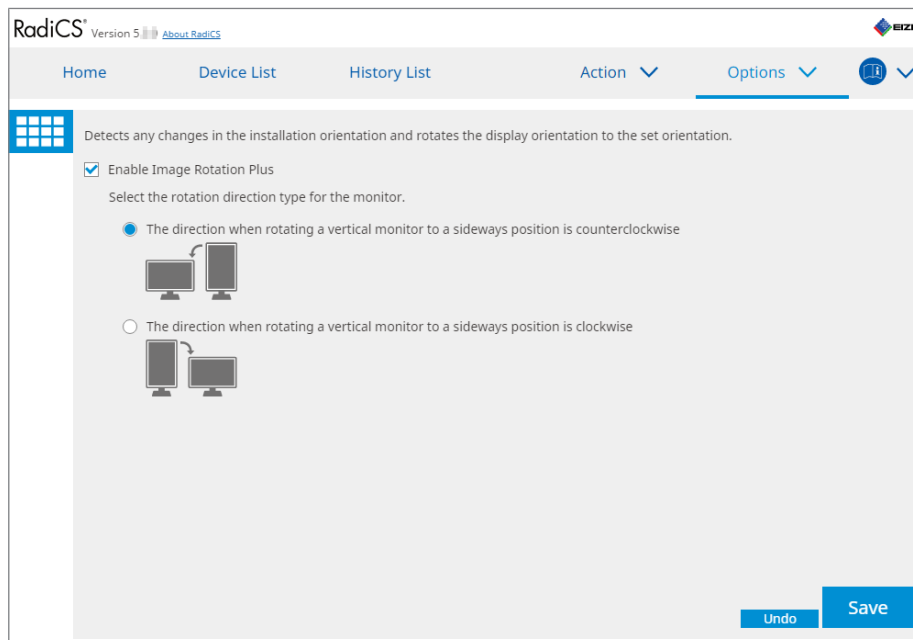 RadiCS® Version 5. About RadiCS
EIZ
Home Device List History List Action Options
Detects any changes in the installation orientation and rotates the display orientation to the set orientation.
Enable Image Rotation Plus
Select the rotation direction type for the monitor.
The direction when rotating a vertical monitor to a sideways position is counterclockwise
The direction when rotating a vertical monitor to a sideways position is clockwise
Save
Undo